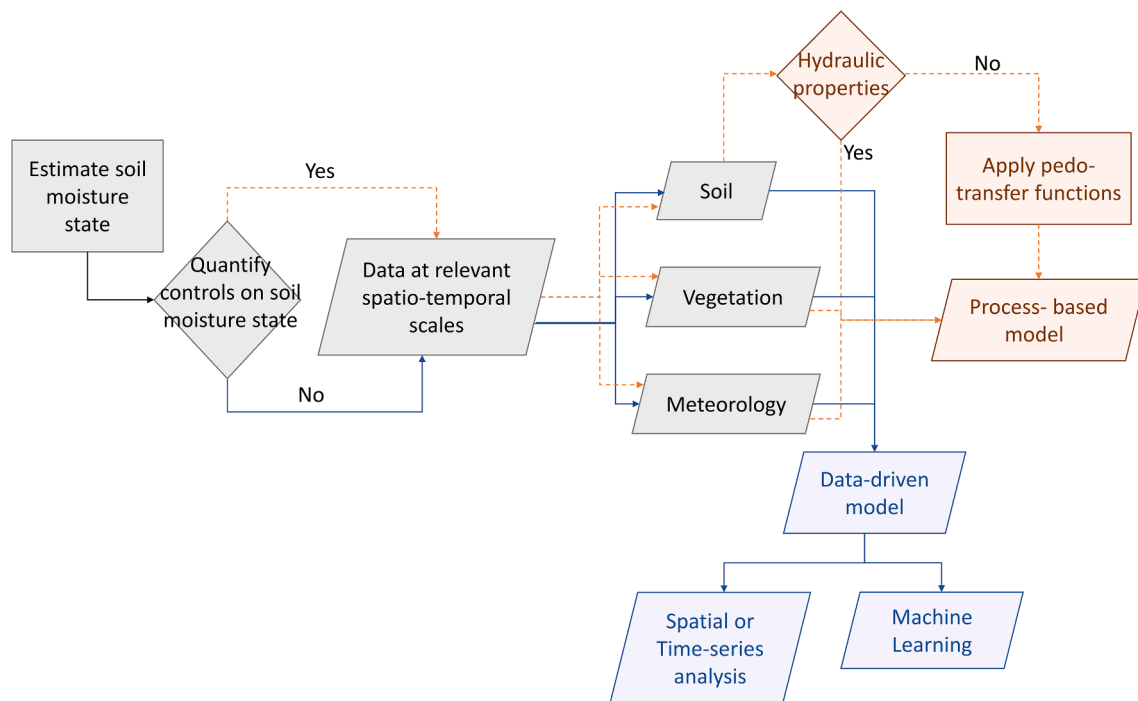 Estimate soil
moisture
state
Quantify
controls on soil
moisture state
Yes
No
Data at relevant
spatio-temporal
scales
Soil
Vegetation
Meteorology
Hydraulic
properties
No
Yes
Apply pedo-
transfer functions
Process- based
model
Data-driven
model
Spatial or
Time-series
analysis
Machine
Learning